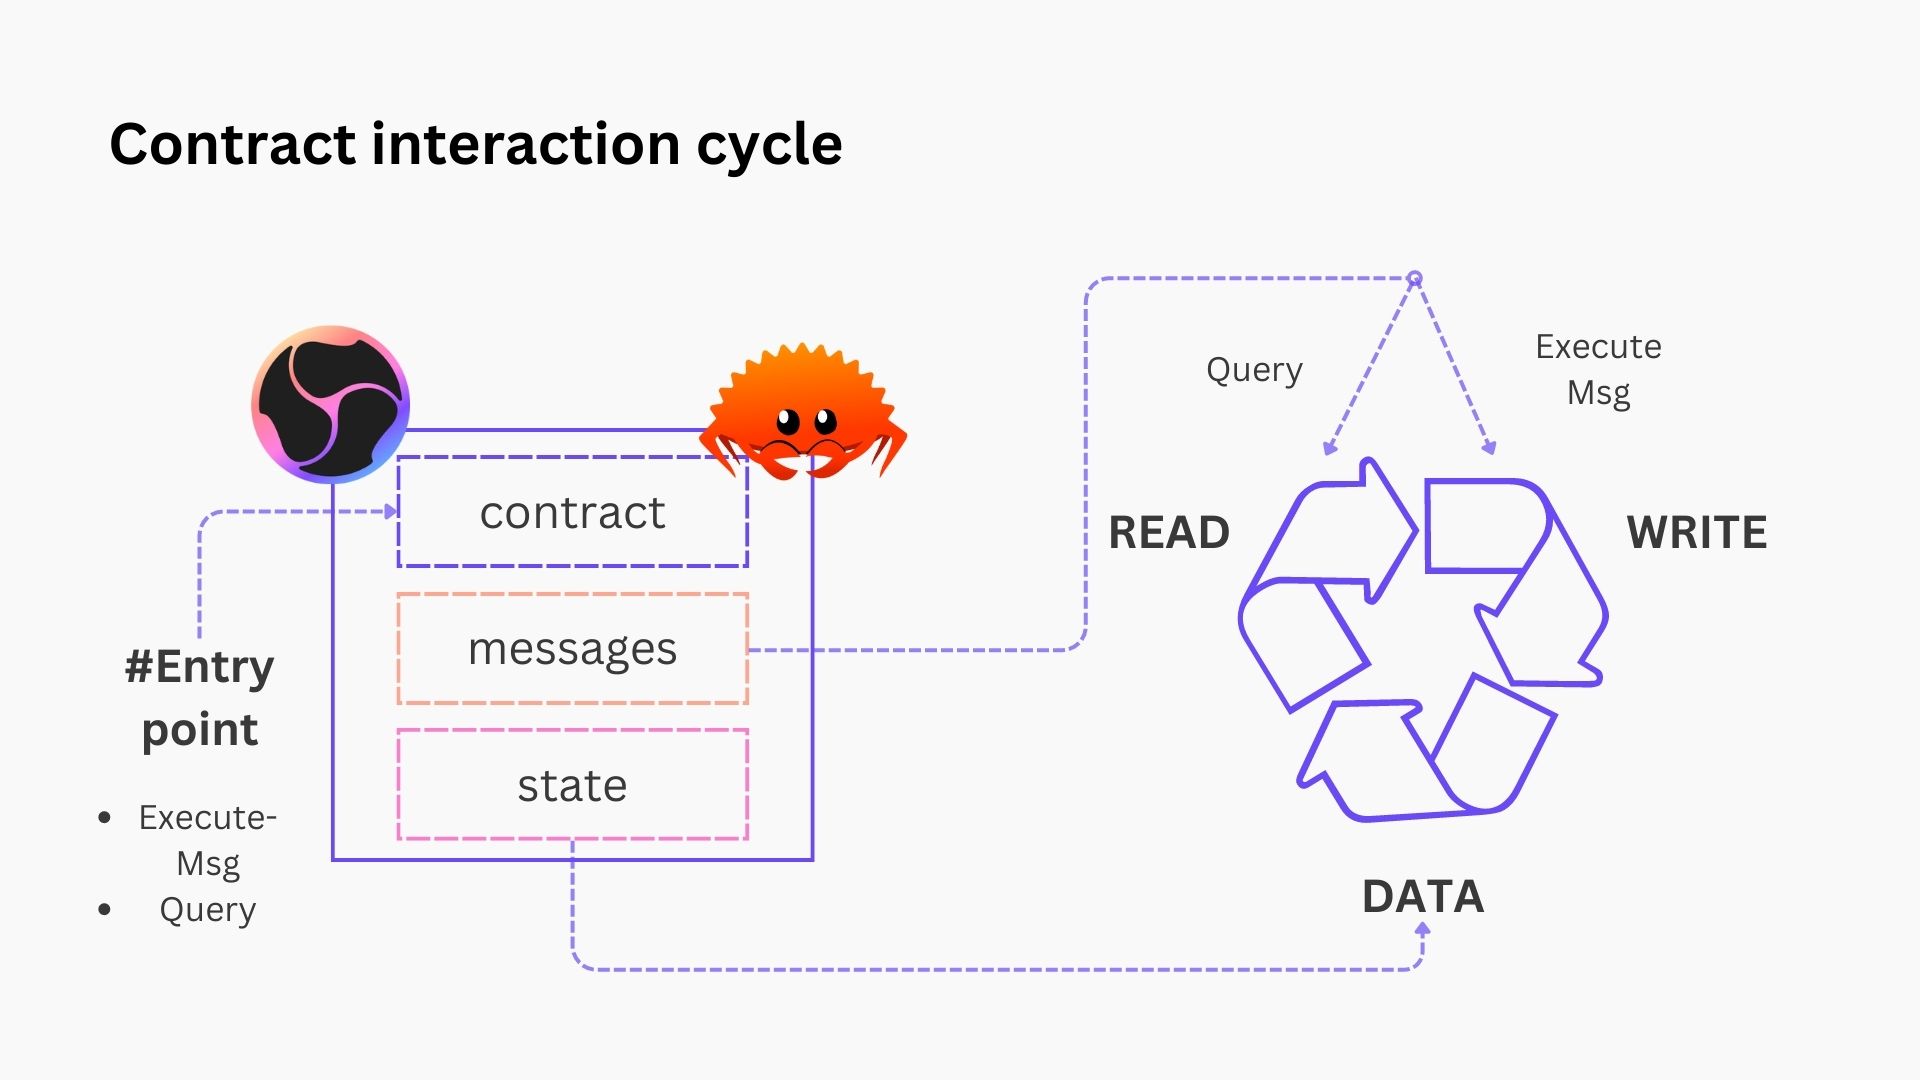 Contract interaction cycle
contract
messages
state
#Entry
point
• Execute-
Msg
• Query
Query
Execute
Msg
READ
WRITE
DATA